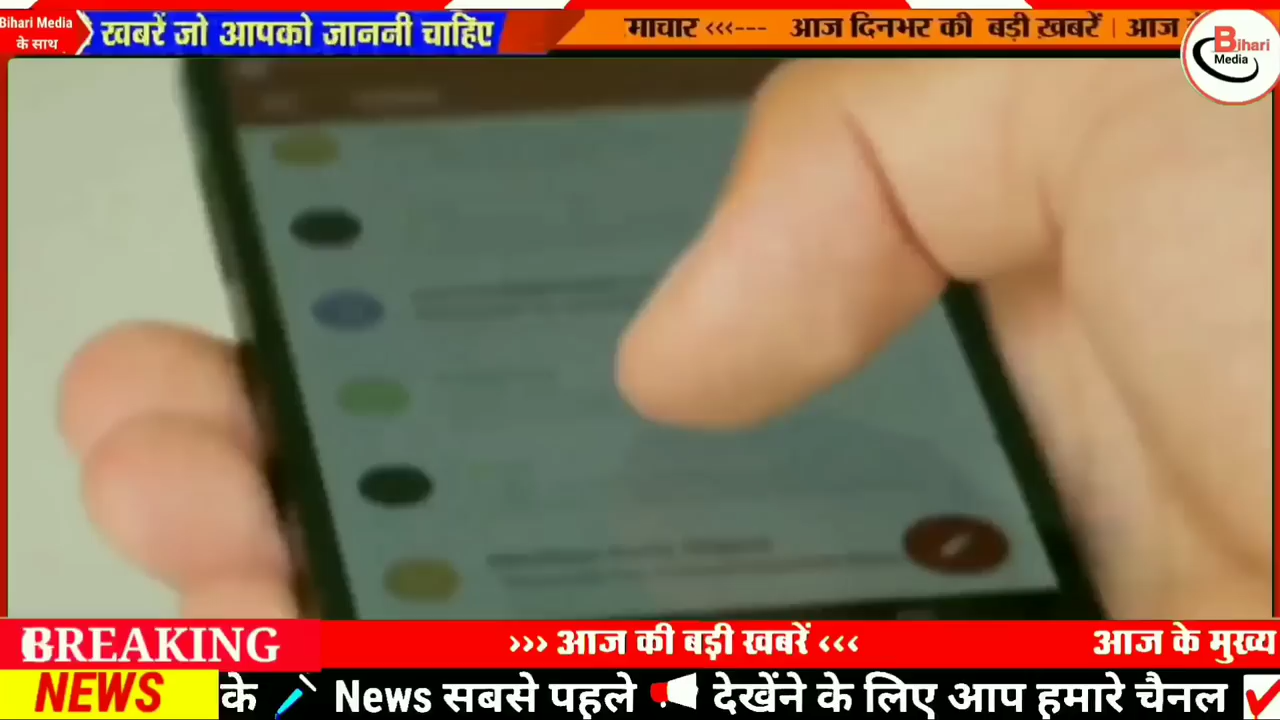 Bihari Media
के साथ
खबरें जो आपको जाननी चाहिए
माचार <<<--- आज दिनभर की बड़ी ख़बरें | आज
Bihari
Media
BREAKING
NEWS
>>> आज की बड़ी खबरें <<< आज के मुख्य
के News सबसे पहले देखेंने के लिए आप हमारे चैनल